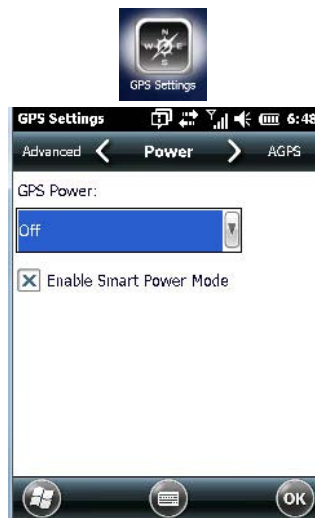 N
W E
S
GPS Settings
GPS Settings 6:48
Advanced Power AGPS
GPS Power:
Off
Enable Smart Power Mode
OK